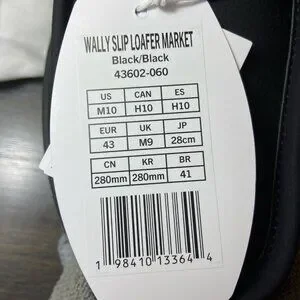 WALLY SLIP LOAFER MARKET
Black/Black
43602-060
US CAN ES
M10 H10 H10
EUR UK JP
43 M9 28cm
CN KR BR
280mm 280mm 41
1 98410 13364 4